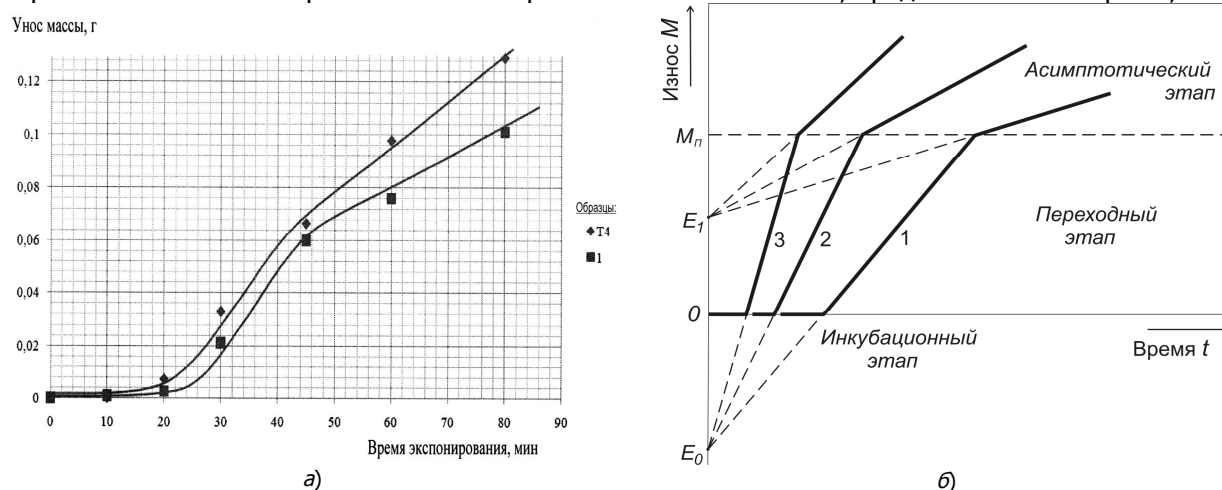 Унос массы, г
0,12
0,1
0,08
0,06
0,04
0,02
0
0 10 20 30 40 50 60 70 80 90
Время экспонирования, мин
Образцы:
Т4
1
а)
Износ М
Mп
E1
0
E0
3 2 1
Асимптотический
этап
Переходный
этап
Инкубационный
этап
Время t
б)